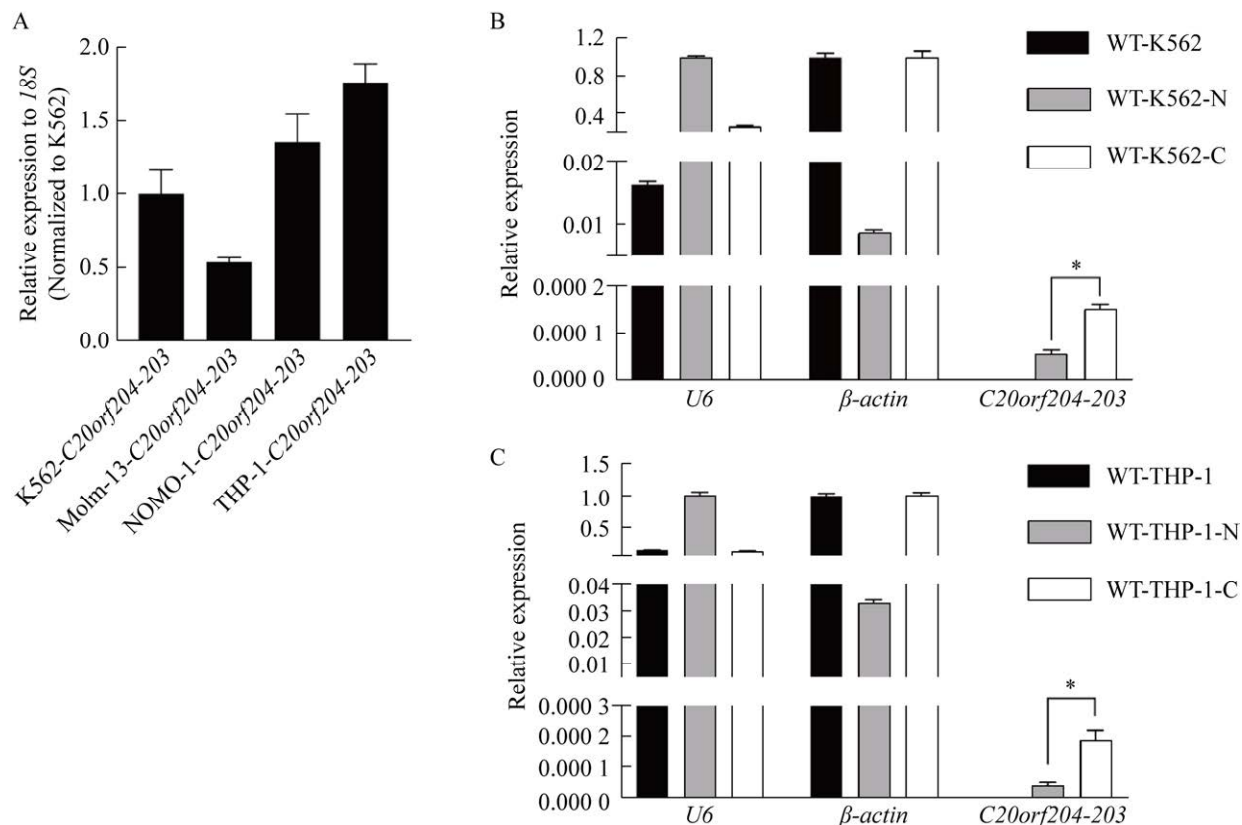 A
Relative expression to 18S
(Normalized to K562)
2.0
1.5
1.0
0.5
0.0
K562-C20orf204-203
Molm-13-C20orf204-203
NOMO-1-C20orf204-203
THP-1-C20orf204-203
B
Relative expression
1.2
0.8
0.4
0.02
0.01
0.000 2
0.000 1
0.000 0
*
U6
β-actin
C20orf204-203
WT-K562
WT-K562-N
WT-K562-C
C
Relative expression
1.5
1.0
0.5
0.04
0.03
0.02
0.01
0.000 3
0.000 2
0.000 1
0.000 0
*
U6
β-actin
C20orf204-203
WT-THP-1
WT-THP-1-N
WT-THP-1-C